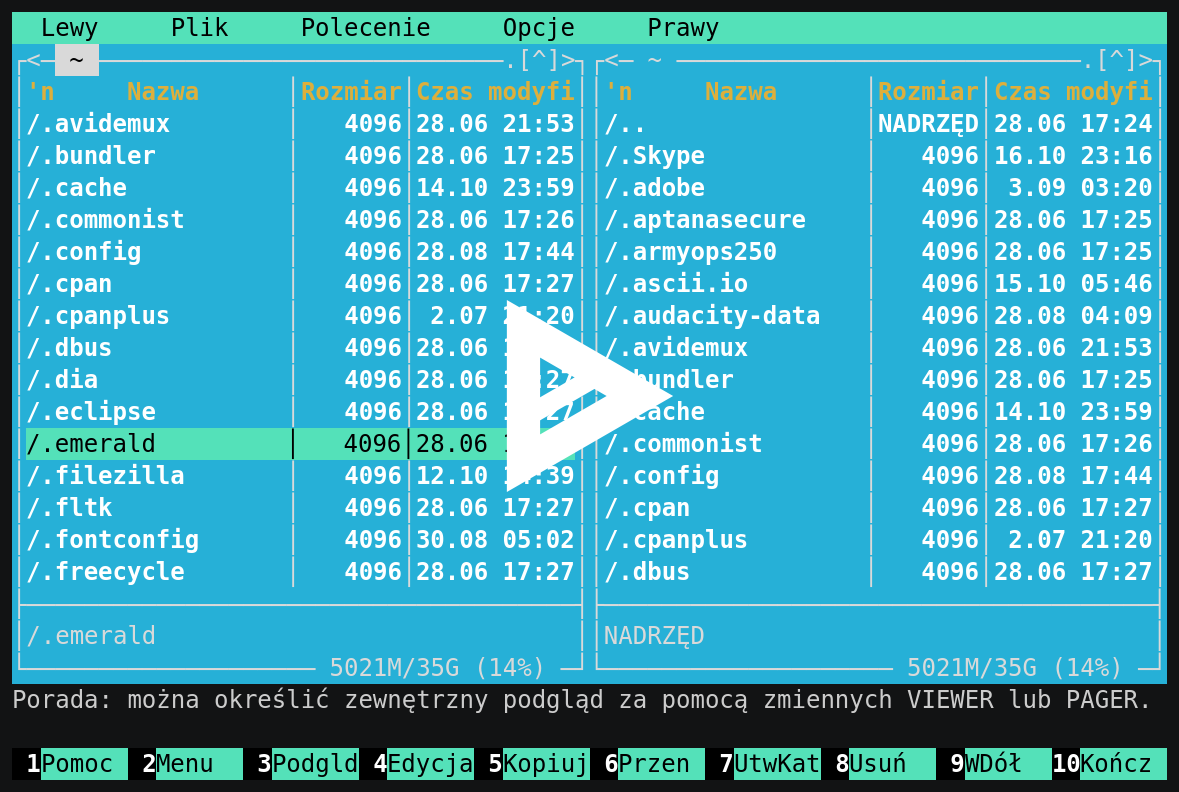 Lewy Plik Polecenie Opcje Prawy
<─ ~ ─.[^]> <─ ~ ─.[^]>
'n Nazwa │Rozmiar│Czas modyfi 'n Nazwa │Rozmiar│Czas modyfi
/.avidemux │ 4096│28.06 21:53 /.. │NADRZĘD│28.06 17:24
/.bundler │ 4096│28.06 17:25 /.Skype │ 4096│16.10 23:16
/.cache │ 4096│14.10 23:59 /.adobe │ 4096│ 3.09 03:20
/.commonist │ 4096│28.06 17:26 /.aptanasecure │ 4096│28.06 17:25
/.config │ 4096│28.08 17:44 /.armyops250 │ 4096│28.06 17:25
/.cpan │ 4096│28.06 17:27 /.ascii.io │ 4096│15.10 05:46
/.cpanplus │ 4096│ 2.07 21:20 /.audacity-data │ 4096│28.08 04:09
/.dbus │ 4096│28.06 /.avidemux │ 4096│28.06 21:53
/.dia │ 4096│28.06 :27 bundler │ 4096│28.06 17:25
/.eclipse │ 4096│28.06 27 cache │ 4096│14.10 23:59
/.emerald │ 4096│28.06 /.commonist │ 4096│28.06 17:26
/.filezilla │ 4096│12.10 :39 /.config │ 4096│28.08 17:44
/.fltk │ 4096│28.06 17:27 /.cpan │ 4096│28.06 17:27
/.fontconfig │ 4096│30.08 05:02 /.cpanplus │ 4096│ 2.07 21:20
/.freecycle │ 4096│28.06 17:27 /.dbus │ 4096│28.06 17:27
/.emerald NADRZĘD
5021M/35G (14%) 5021M/35G (14%)
Porada: można określić zewnętrzny podgląd za pomocą zmiennych VIEWER lub PAGER.
1Pomoc 2Menu 3Podgld 4Edycja 5Kopiuj 6Przen 7UtwKat 8Usuń 9WDół 10Kończ